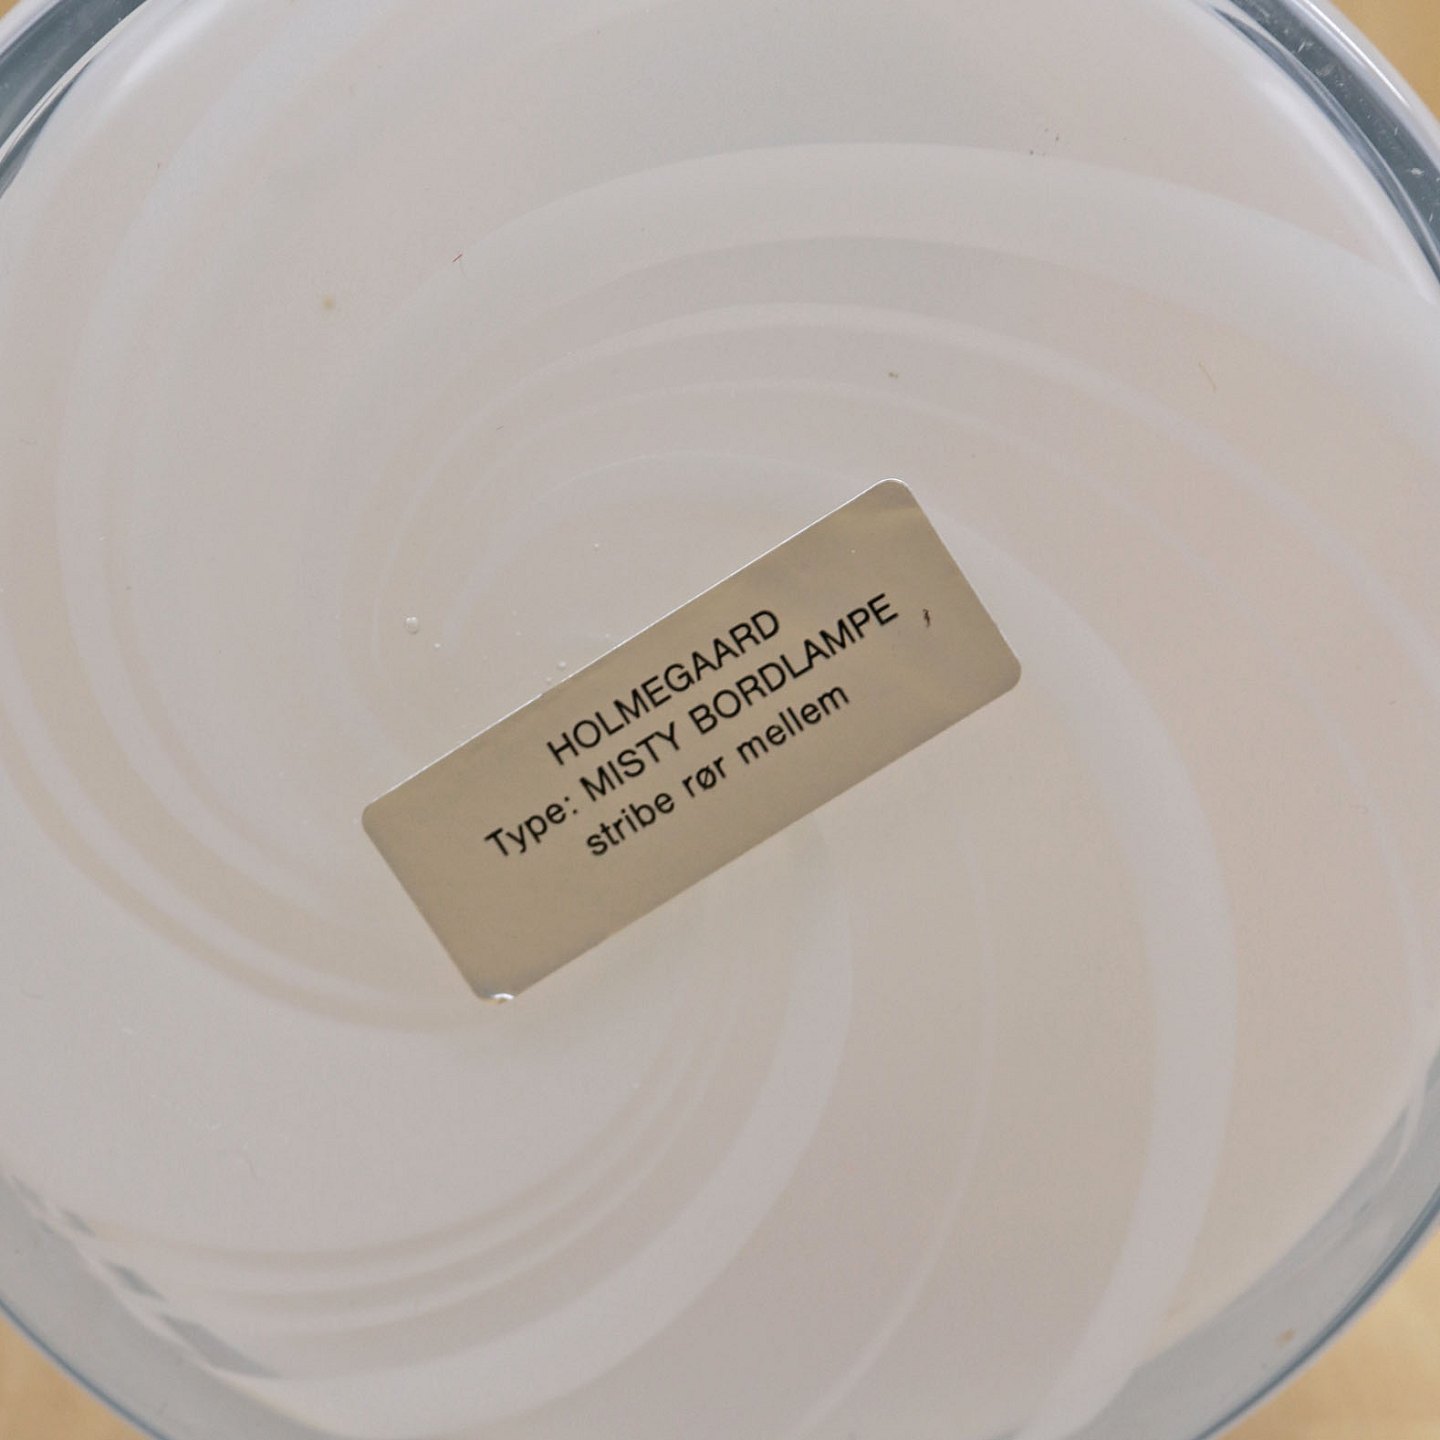 HOLMEGAARD
Type: MISTY BORDLAMPE
stribe rør mellem